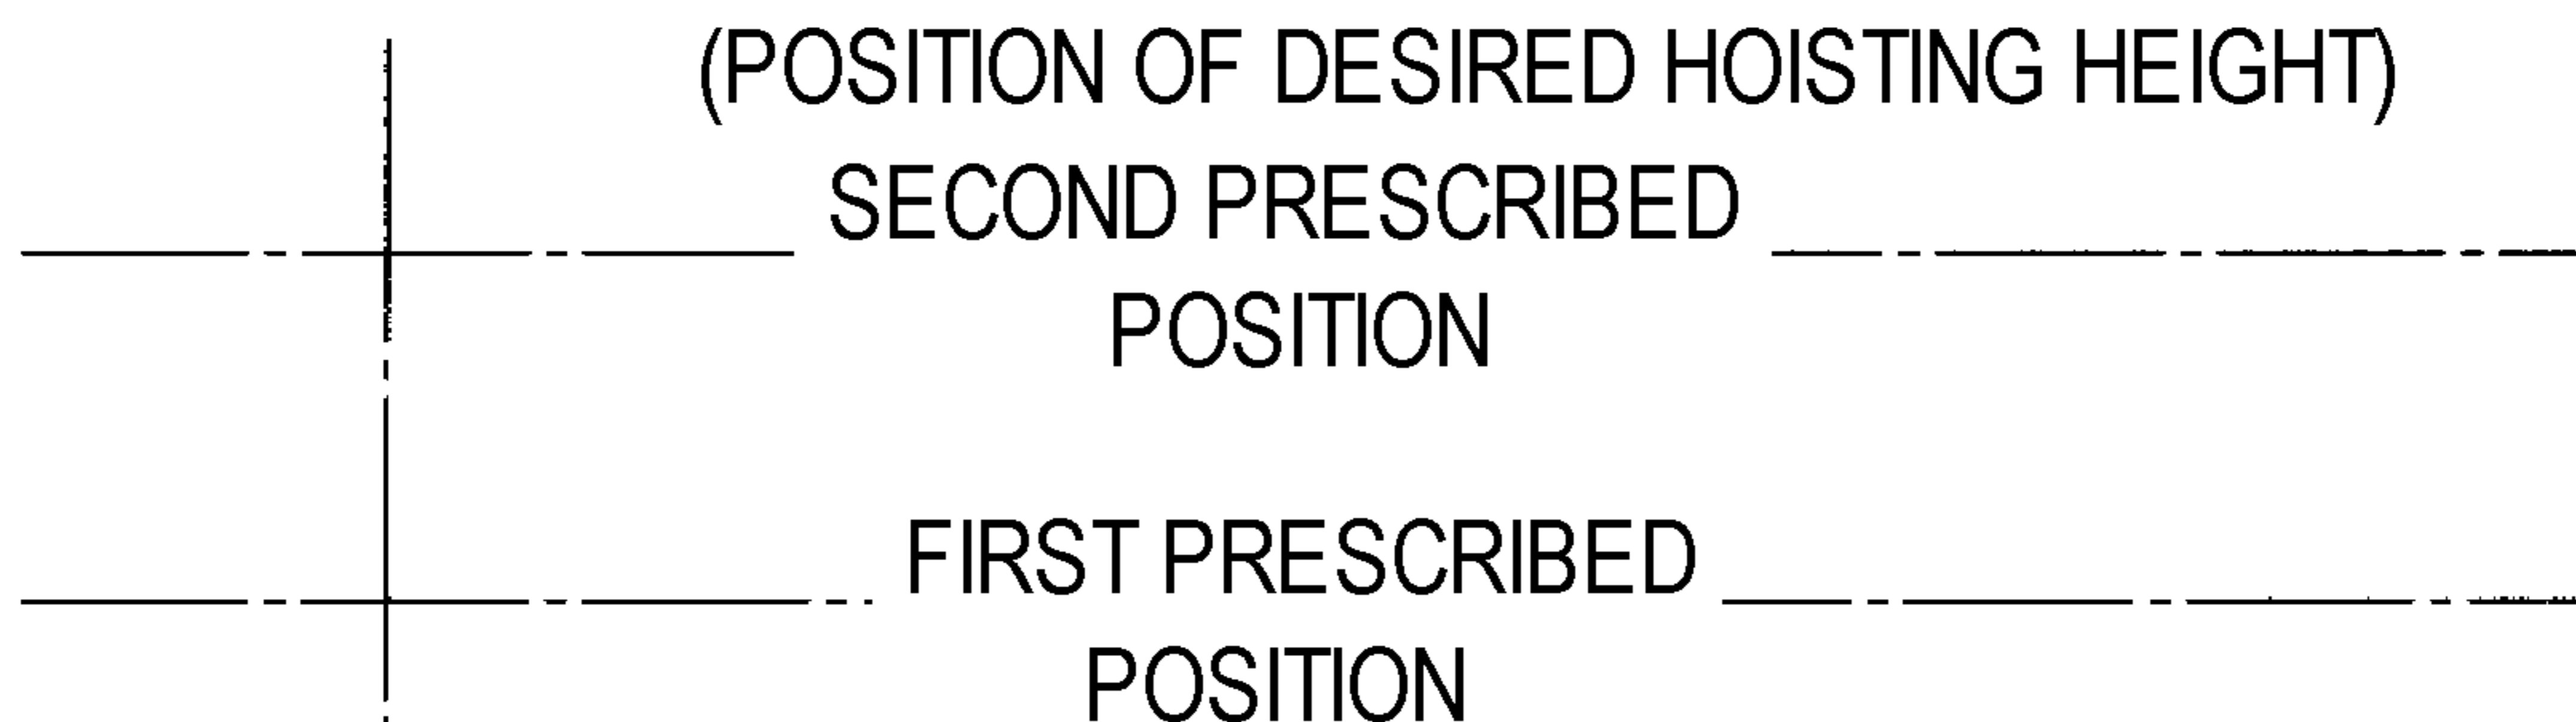 (POSITION OF DESIRED HOISTING HEIGHT)
SECOND PRESCRIBED
POSITION
FIRST PRESCRIBED
POSITION